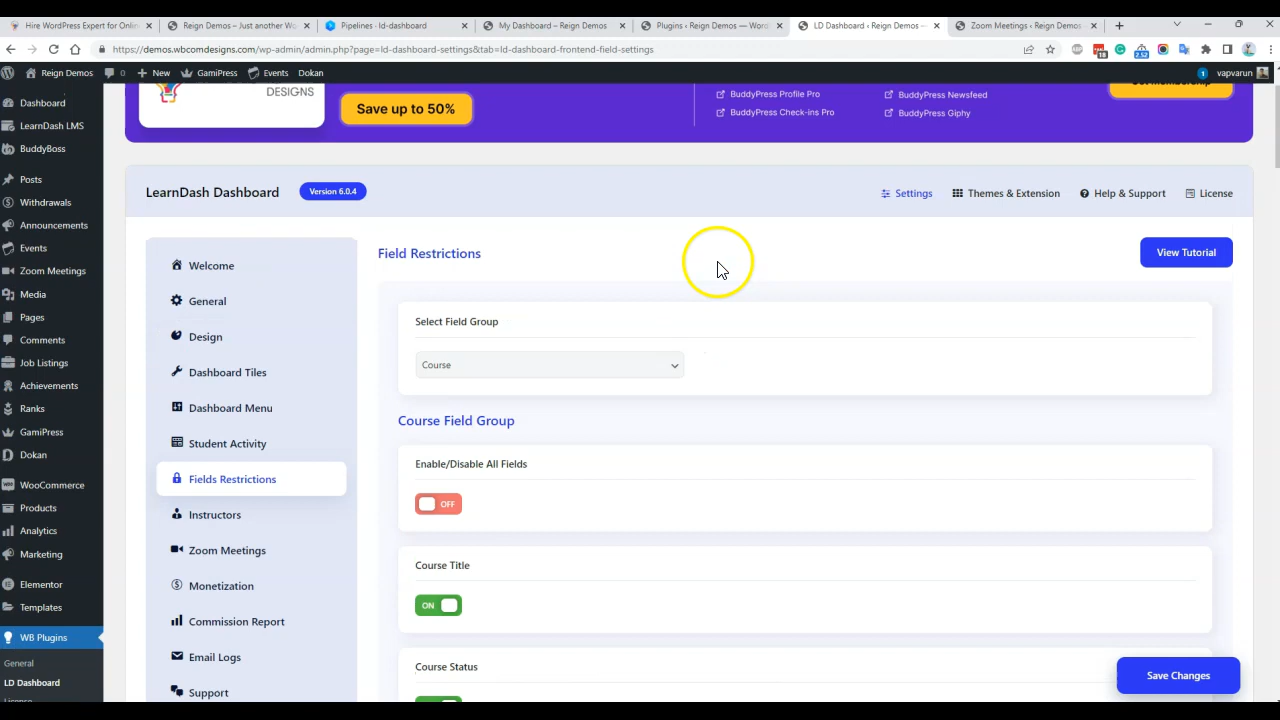 Hire WordPress Expert for Onlin
Reign Demos – Just another Wo
Pipelines - ld-dashboard
My Dashboard – Reign Demos
Plugins ‹ Reign Demos — Word
LD Dashboard ‹ Reign Demos —
Zoom Meetings ‹ Reign Demos
https://demos.wbcomdesigns.com/wp-admin/admin.php?page=ld-dashboard-settings&tab=ld-dashboard-frontend-field-settings
18
2.52
Reign Demos
0
New
GamiPress
Events
Dokan
1
vapvarun
Dashboard
LearnDash LMS
BuddyBoss
Posts
Withdrawals
Announcements
Events
Zoom Meetings
Media
Pages
Comments
Job Listings
Achievements
Ranks
GamiPress
Dokan
WooCommerce
Products
Analytics
Marketing
Elementor
Templates
WB Plugins
General
LD Dashboard
DESIGNS
Save up to 50%
BuddyPress Profile Pro
BuddyPress Newsfeed
BuddyPress Check-ins Pro
BuddyPress Giphy
LearnDash Dashboard
Version 6.0.4
Settings
Themes & Extension
Help & Support
License
Welcome
General
Design
Dashboard Tiles
Dashboard Menu
Student Activity
Fields Restrictions
Instructors
Zoom Meetings
Monetization
Commission Report
Email Logs
Support
Field Restrictions
View Tutorial
Select Field Group
Course
Course Field Group
Enable/Disable All Fields
OFF
Course Title
ON
Course Status
Save Changes